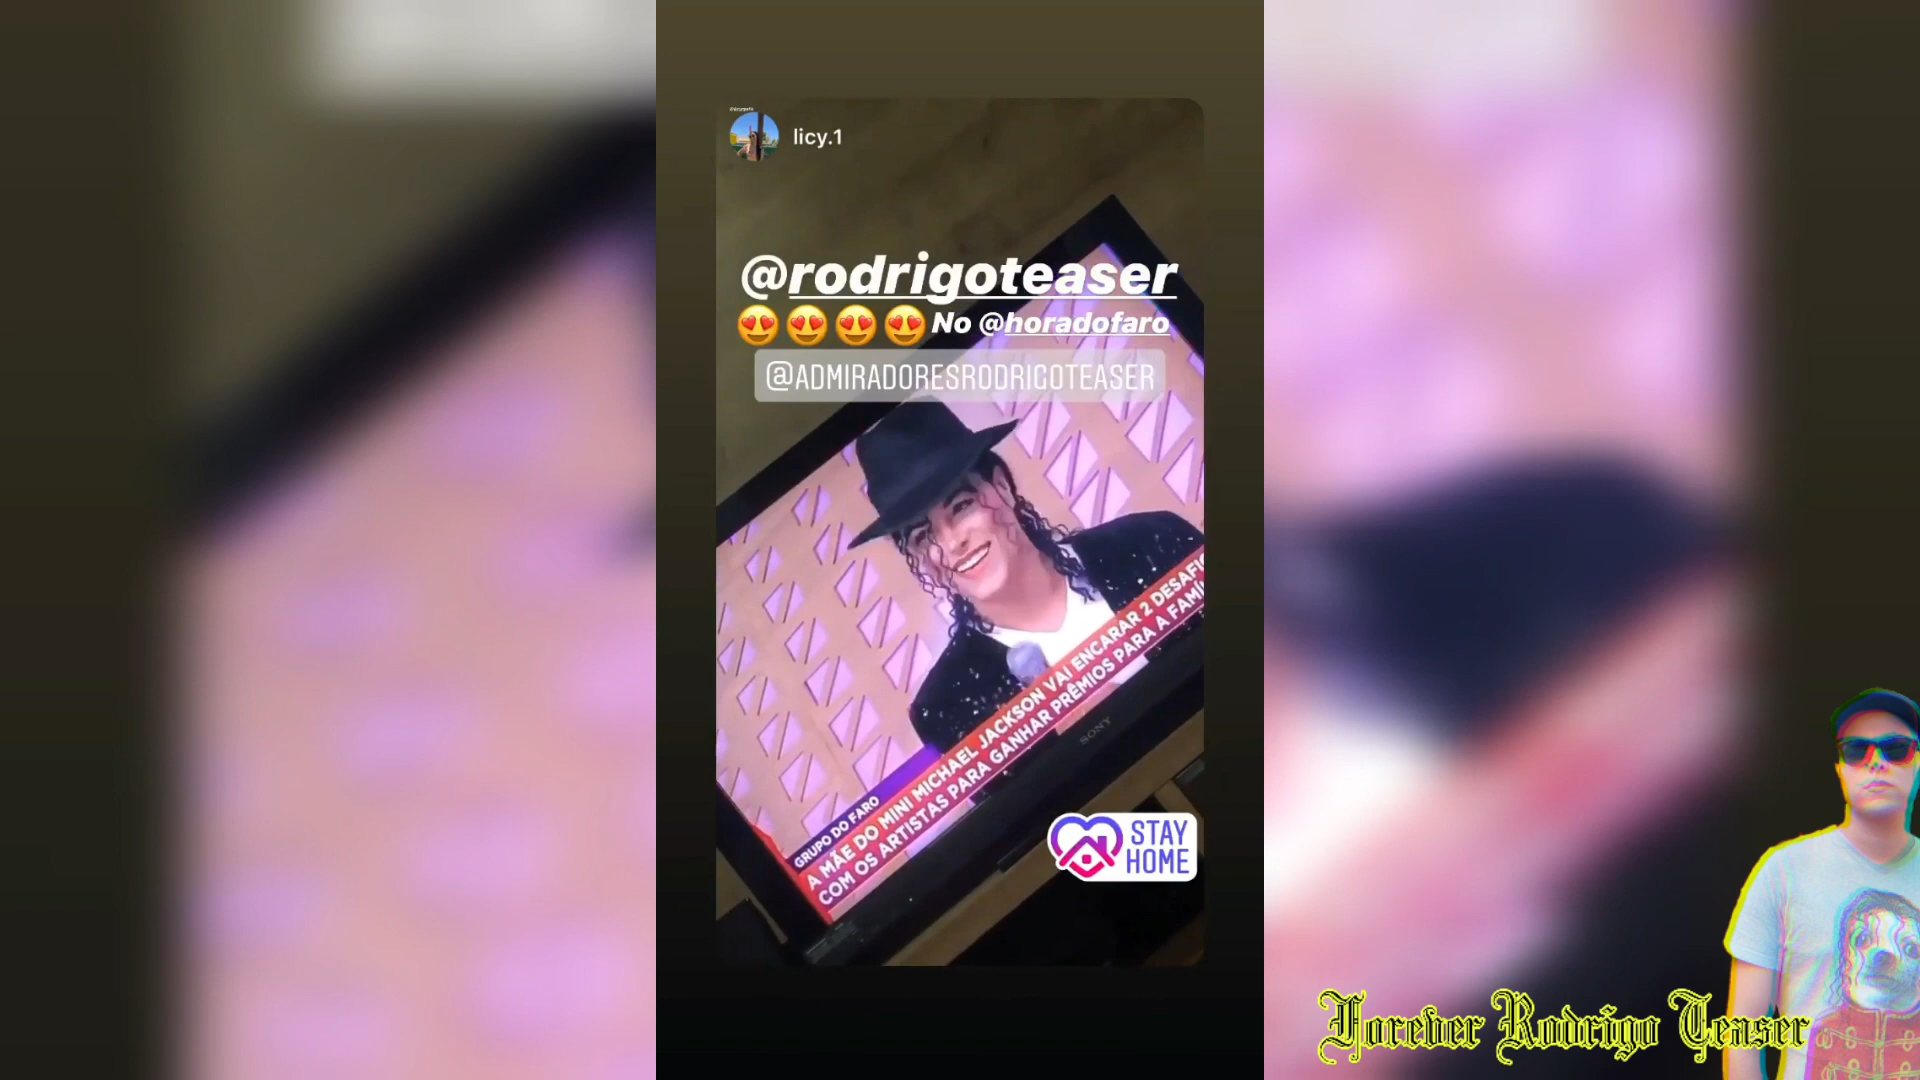 licy.1
@rodrigoteaser
No @horadofaro
@ADMIRADORESRODRIGOTEASER
GRUPO DO FARO
A MÃE DO MINI MICHAEL JACKSON VAI ENCARAR 2 DESAFIO
COM OS ARTISTAS PARA GANHAR PRÊMIOS PARA A FAMÍ
SONY
STAY
HOME
Forever Rodrigo Teaser